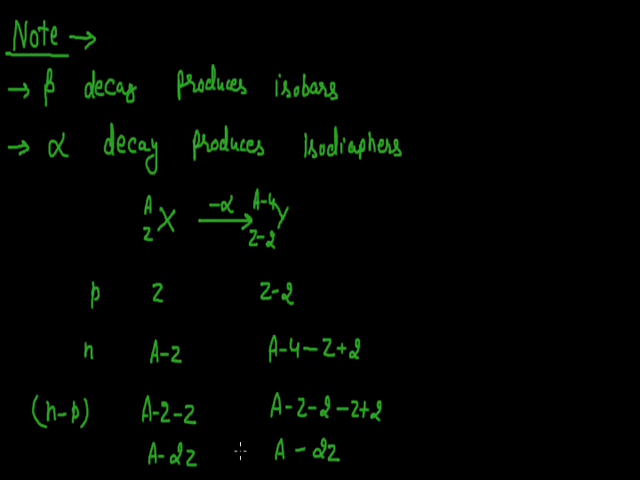 Note →
→ β decay produces isobars
→ α decay produces Isodiaphers
A A-4
X -α→ Y
Z Z-2
p Z Z-2
n A-Z A-4-Z+2
(n-p) A-Z-Z A-Z-2-Z+2
A-2Z A-2Z